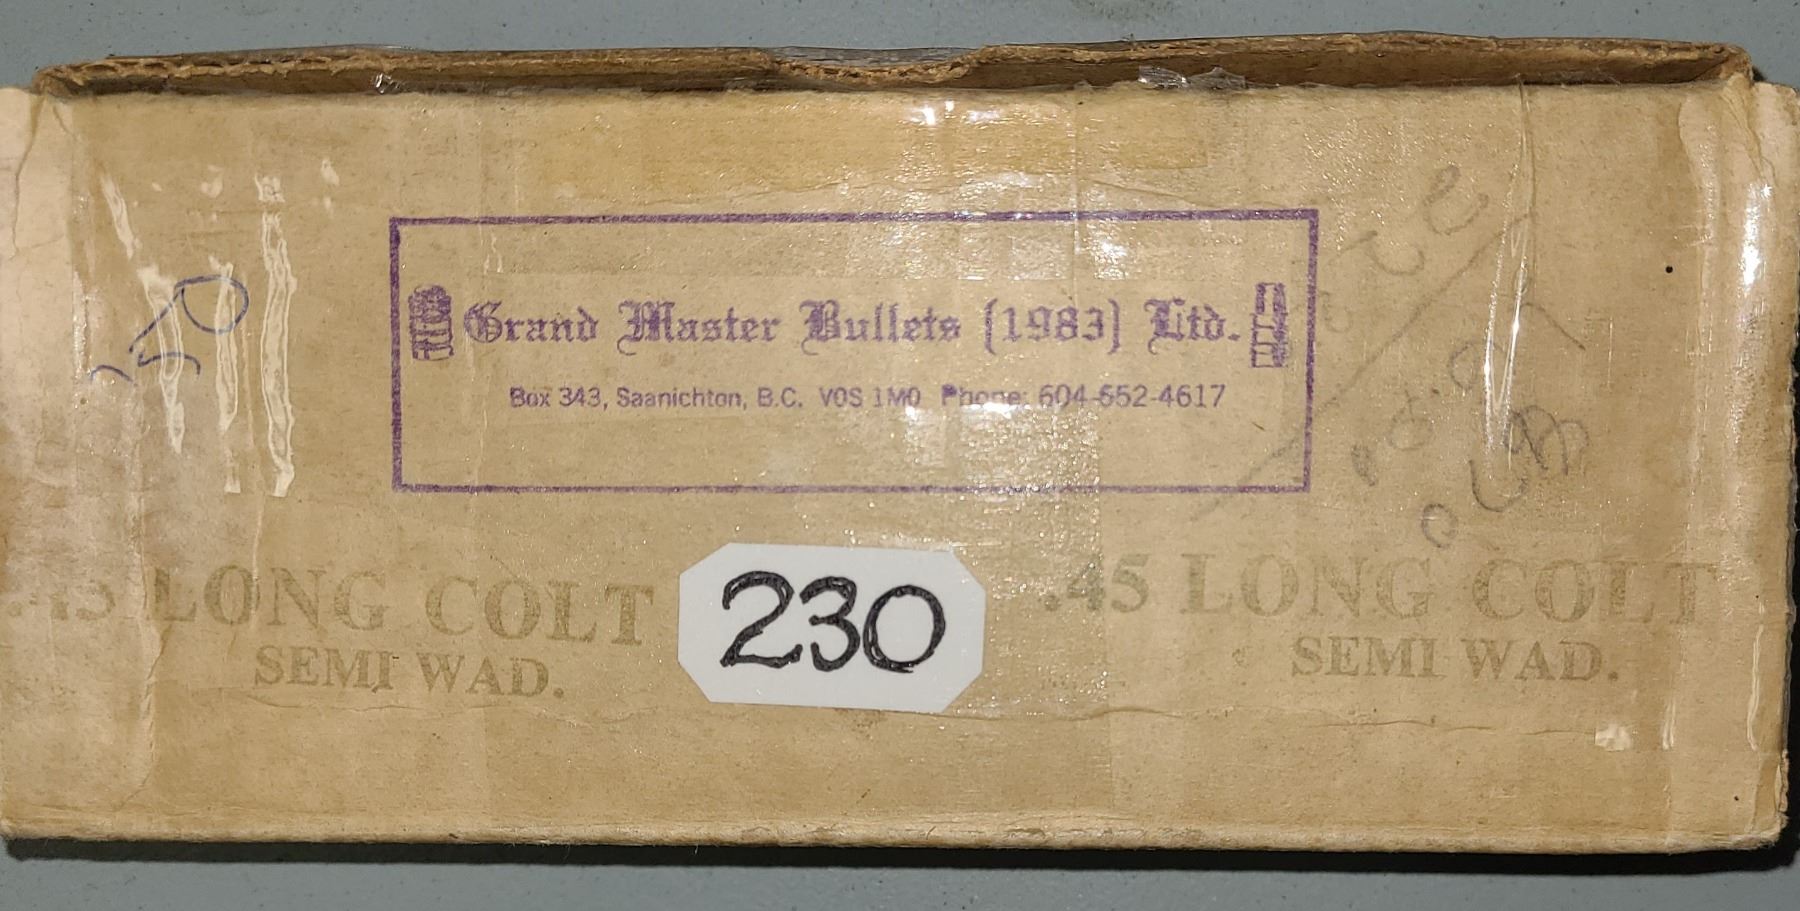 Grand Master Bullets (1983) Ltd.
Box 343, Saanichton, B.C. V0S 1M0 Phone: 604-652-4617
.45 LONG COLT
SEMI WAD.
230
.45 LONG COLT
SEMI WAD.